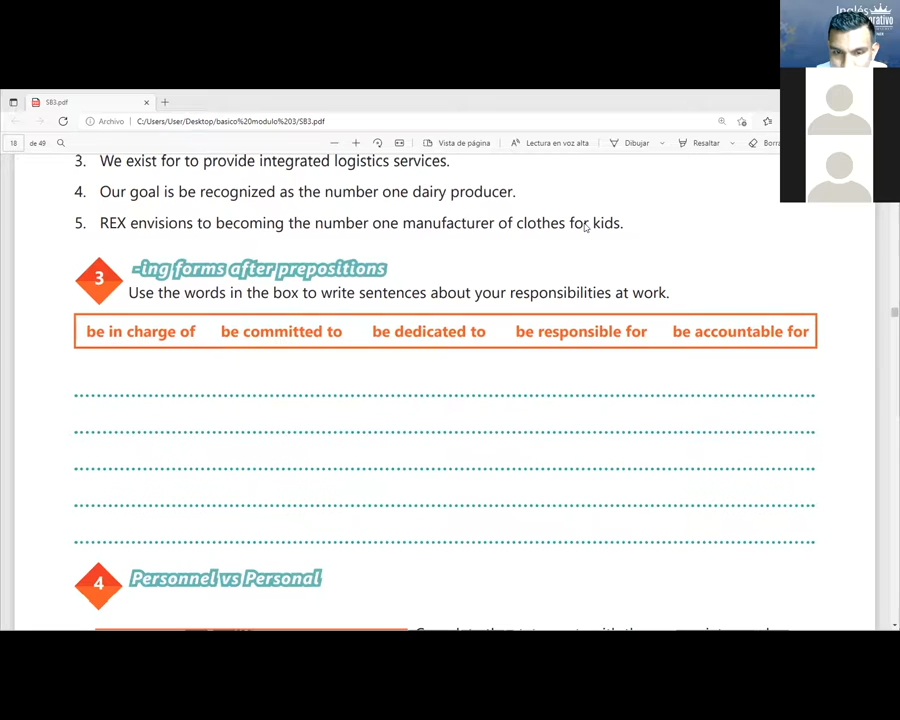 Inglés
SB3.pdf
Archivo C:/Users/User/Desktop/basico%20modulo%203/SB3.pdf
18 de 49 Vista de página Lectura en voz alta Dibujar Resaltar
3. We exist for to provide integrated logistics services.
4. Our goal is be recognized as the number one dairy producer.
5. REX envisions to becoming the number one manufacturer of clothes for kids.
3 -ing forms after prepositions
Use the words in the box to write sentences about your responsibilities at work.
be in charge of be committed to be dedicated to be responsible for be accountable for
4 Personnel vs Personal